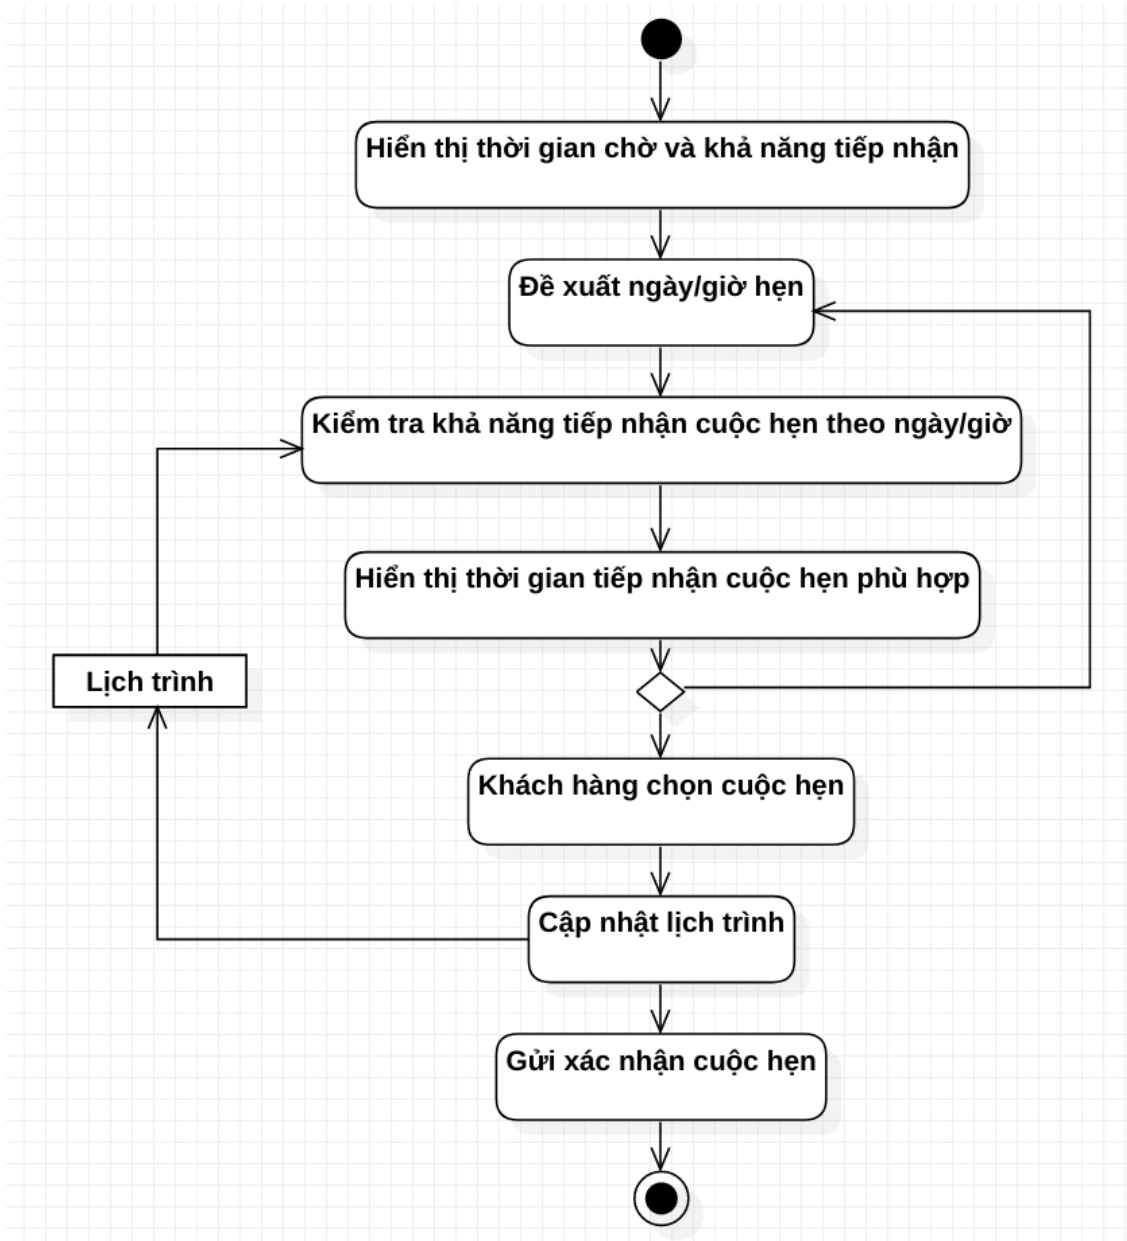 Hiển thị thời gian chờ và khả năng tiếp nhận
Đề xuất ngày/giờ hẹn
Kiểm tra khả năng tiếp nhận cuộc hẹn theo ngày/giờ
Hiển thị thời gian tiếp nhận cuộc hẹn phù hợp
Lịch trình
Khách hàng chọn cuộc hẹn
Cập nhật lịch trình
Gửi xác nhận cuộc hẹn